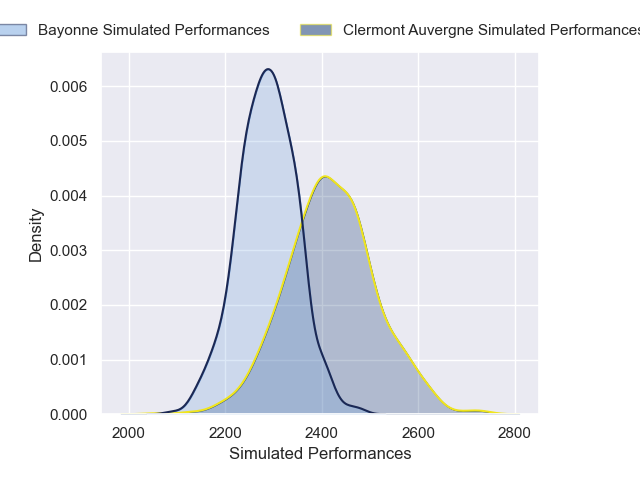 Bayonne Simulated Performances
Clermont Auvergne Simulated Performances
0.006
0.005
0.004
0.003
0.002
0.001
0.000
Density
2000 2200 2400 2600 2800
Simulated Performances